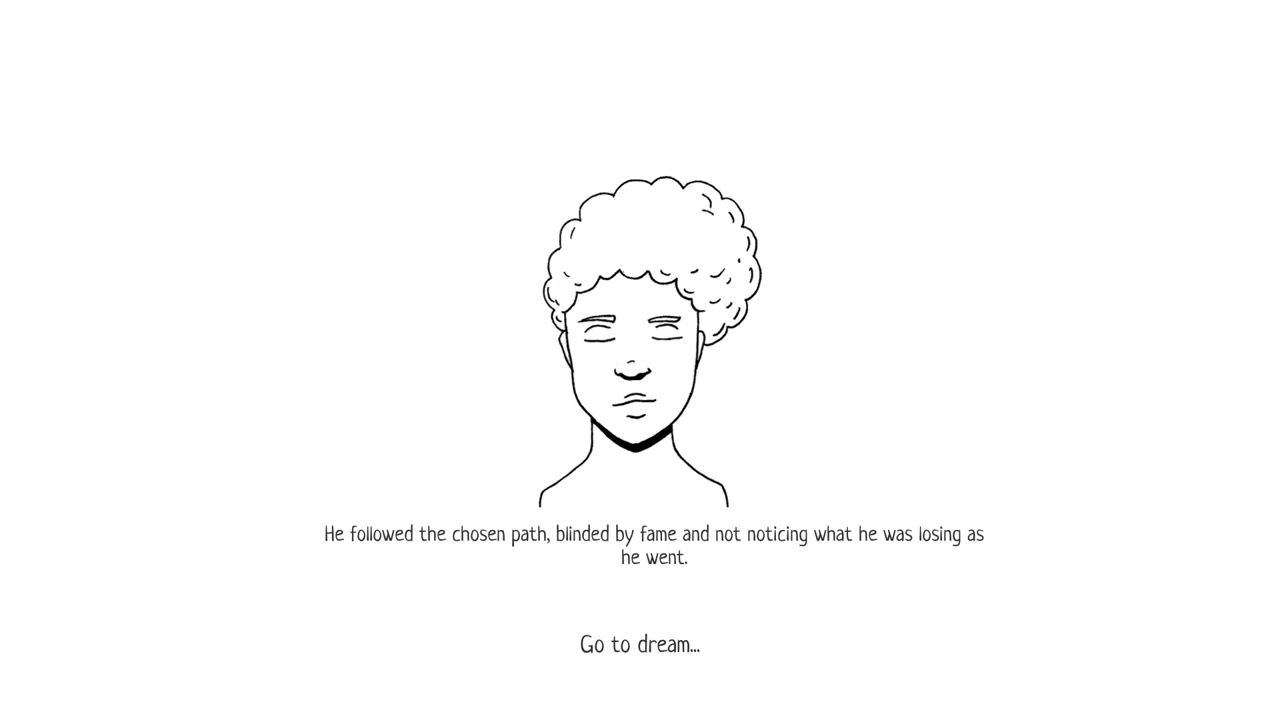 He followed the chosen path, blinded by fame and not noticing what he was losing as
he went.
Go to dream...